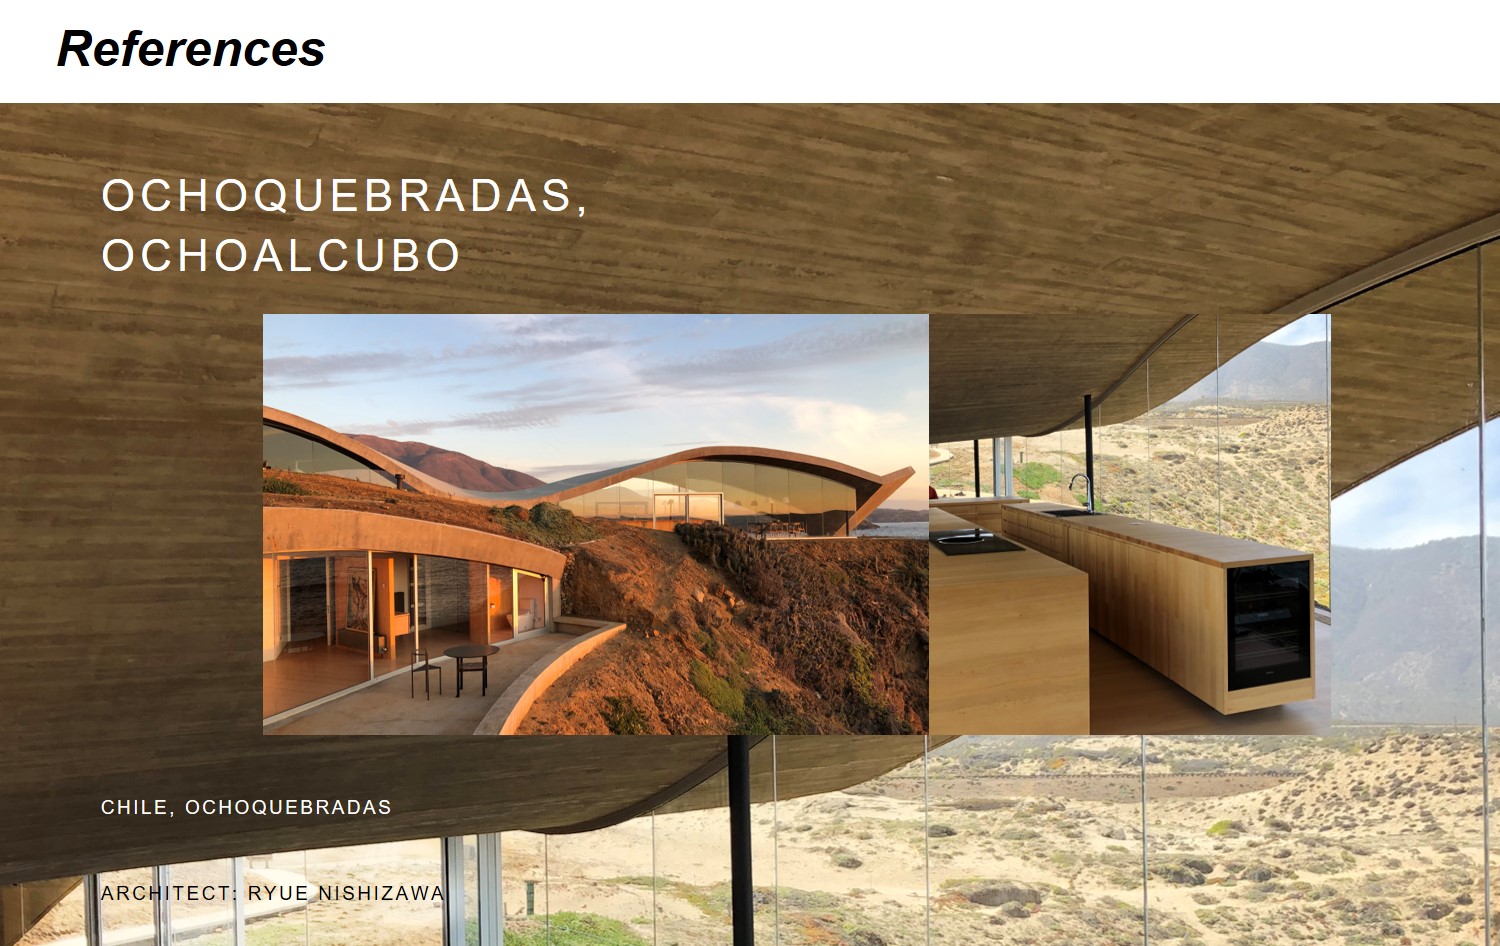 References
OCHOQUEBRADAS,
OCHOALCUBO
CHILE, OCHOQUEBRADAS
ARCHITECT: RYUE NISHIZAWA